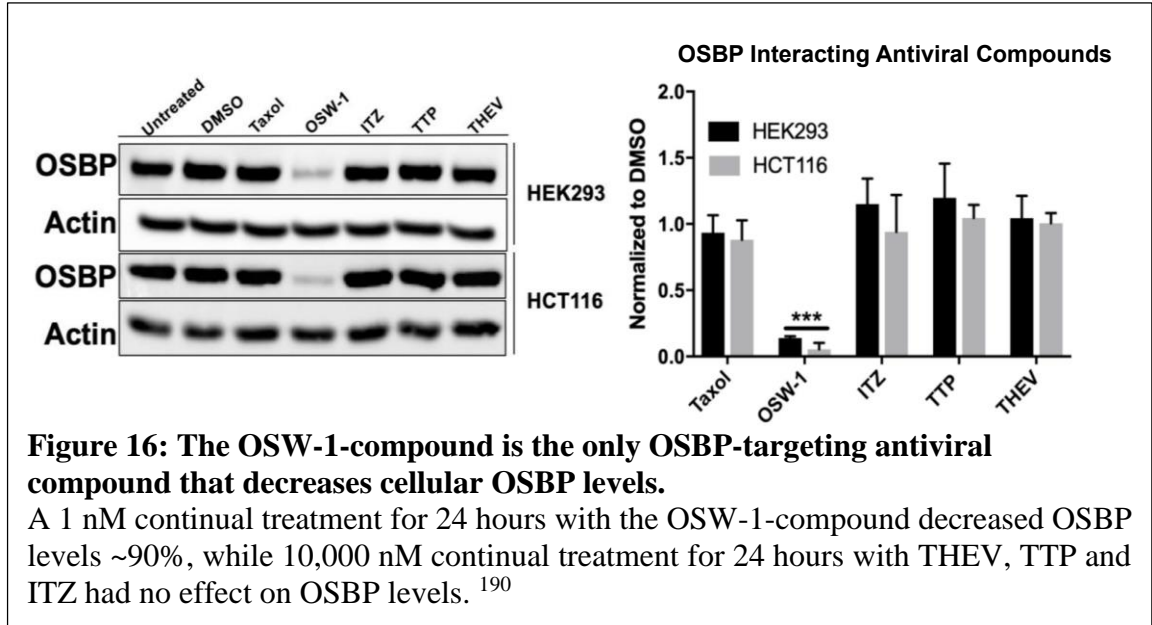 Untreated
DMSO
Taxol
OSW-1
ITZ
TTP
THEV
OSBP
Actin
HEK293
OSBP
Actin
HCT116
OSBP Interacting Antiviral Compounds
Normalized to DMSO
2.0
1.5
1.0
0.5
0.0
HEK293
HCT116
***
Taxol
OSW-1
ITZ
TTP
THEV
Figure 16: The OSW-1-compound is the only OSBP-targeting antiviral
compound that decreases cellular OSBP levels.
A 1 nM continual treatment for 24 hours with the OSW-1-compound decreased OSBP
levels ~90%, while 10,000 nM continual treatment for 24 hours with THEV, TTP and
ITZ had no effect on OSBP levels. 190